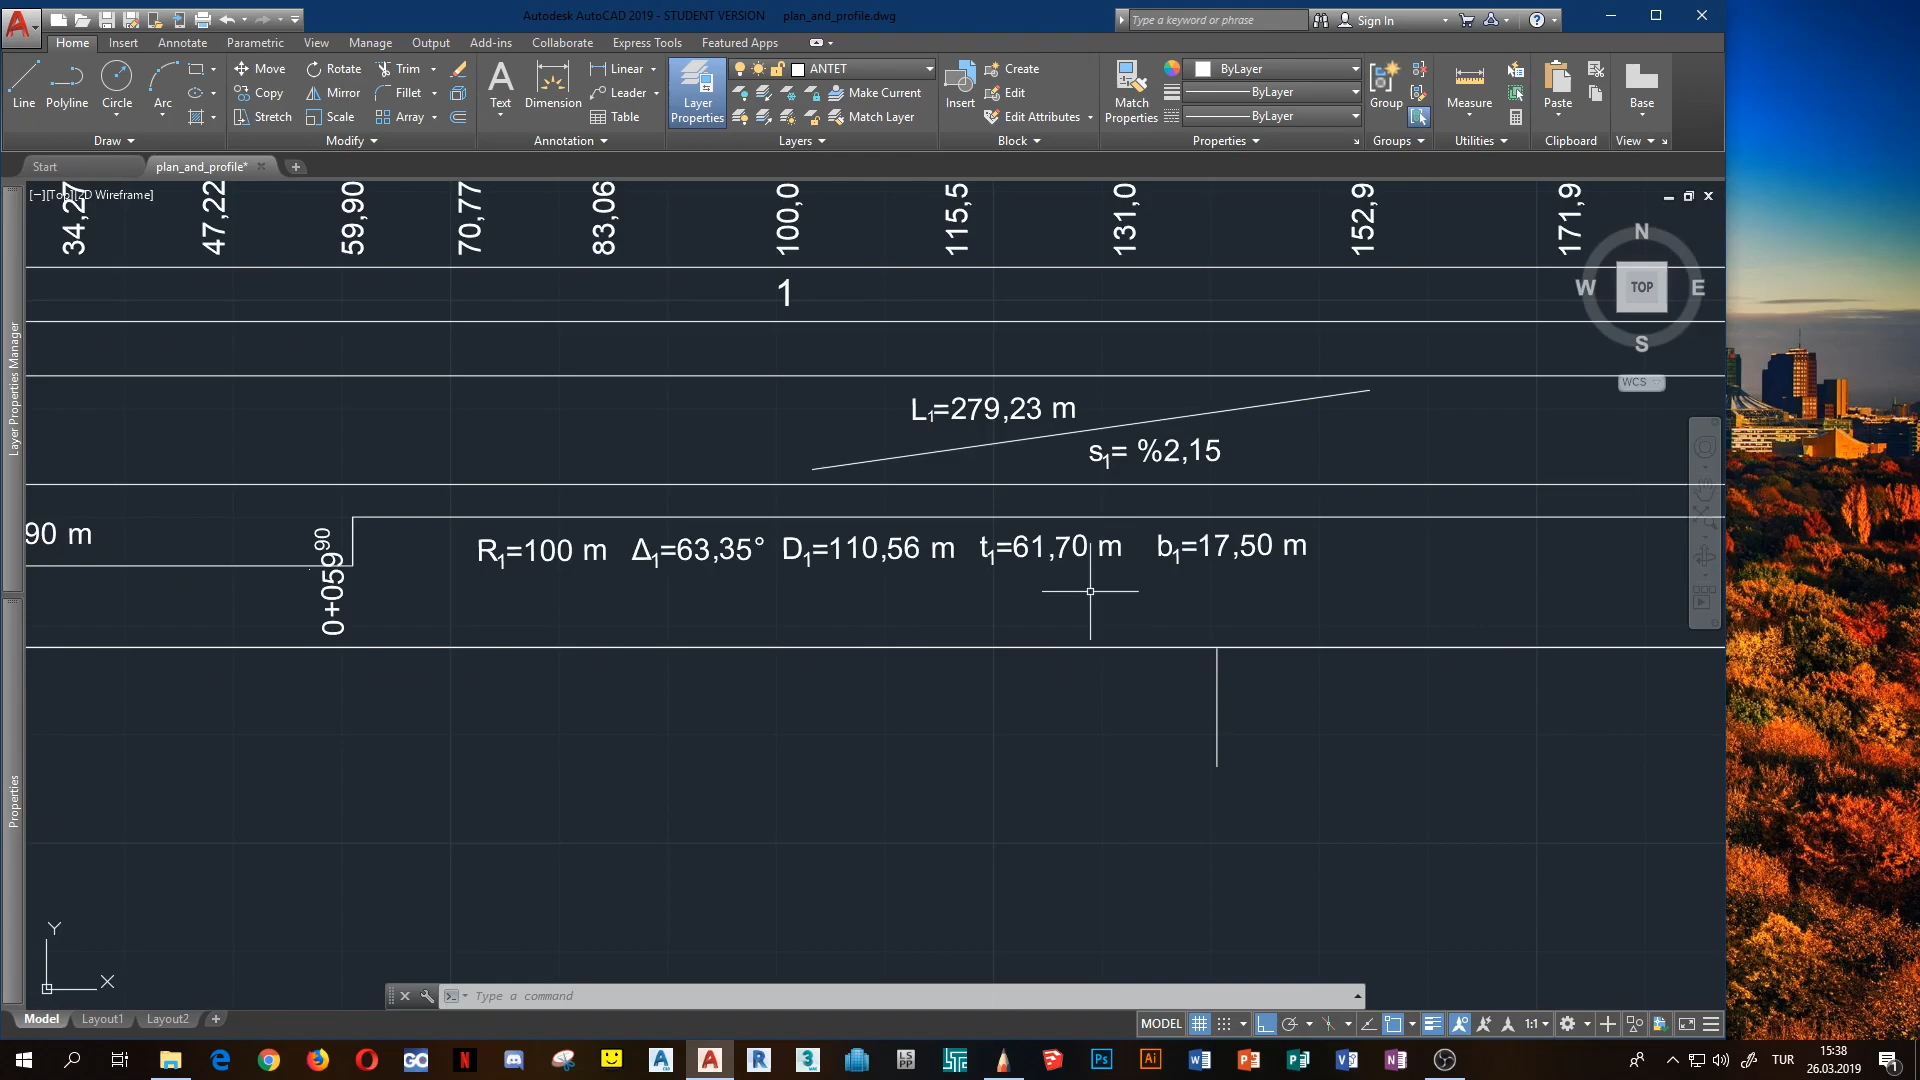 Autodesk AutoCAD 2019 - STUDENT VERSION plan_and_profile.dwg
Type a keyword or phrase
Sign In
Home Insert Annotate Parametric View Manage Output Add-ins Collaborate Express Tools Featured Apps
Line Polyline Circle Arc
Move Rotate Trim
Copy Mirror Fillet
Stretch Scale Array
Text Dimension
Linear
Leader
Table
Layer Properties
ANTET
Make Current
Match Layer
Insert
Create
Edit
Edit Attributes
Match Properties
ByLayer
ByLayer
ByLayer
Group
Measure
Paste
Base
Draw Modify Annotation Layers Block Properties Groups Utilities Clipboard View
Start plan_and_profile*
[−][Top][2D Wireframe]
34,27 47,22 59,90 70,77 83,06 100,0 115,5 131,0 152,9 171,9
N
W TOP E
S
WCS
1
L1=279,23 m
s1= %2,15
90 m
0+05990
R1=100 m Δ1=63,35° D1=110,56 m t1=61,70 m b1=17,50 m
Layer Properties Manager
Properties
Y
X
Type a command
Model Layout1 Layout2
MODEL 1:1
TUR
15:38
26.03.2019